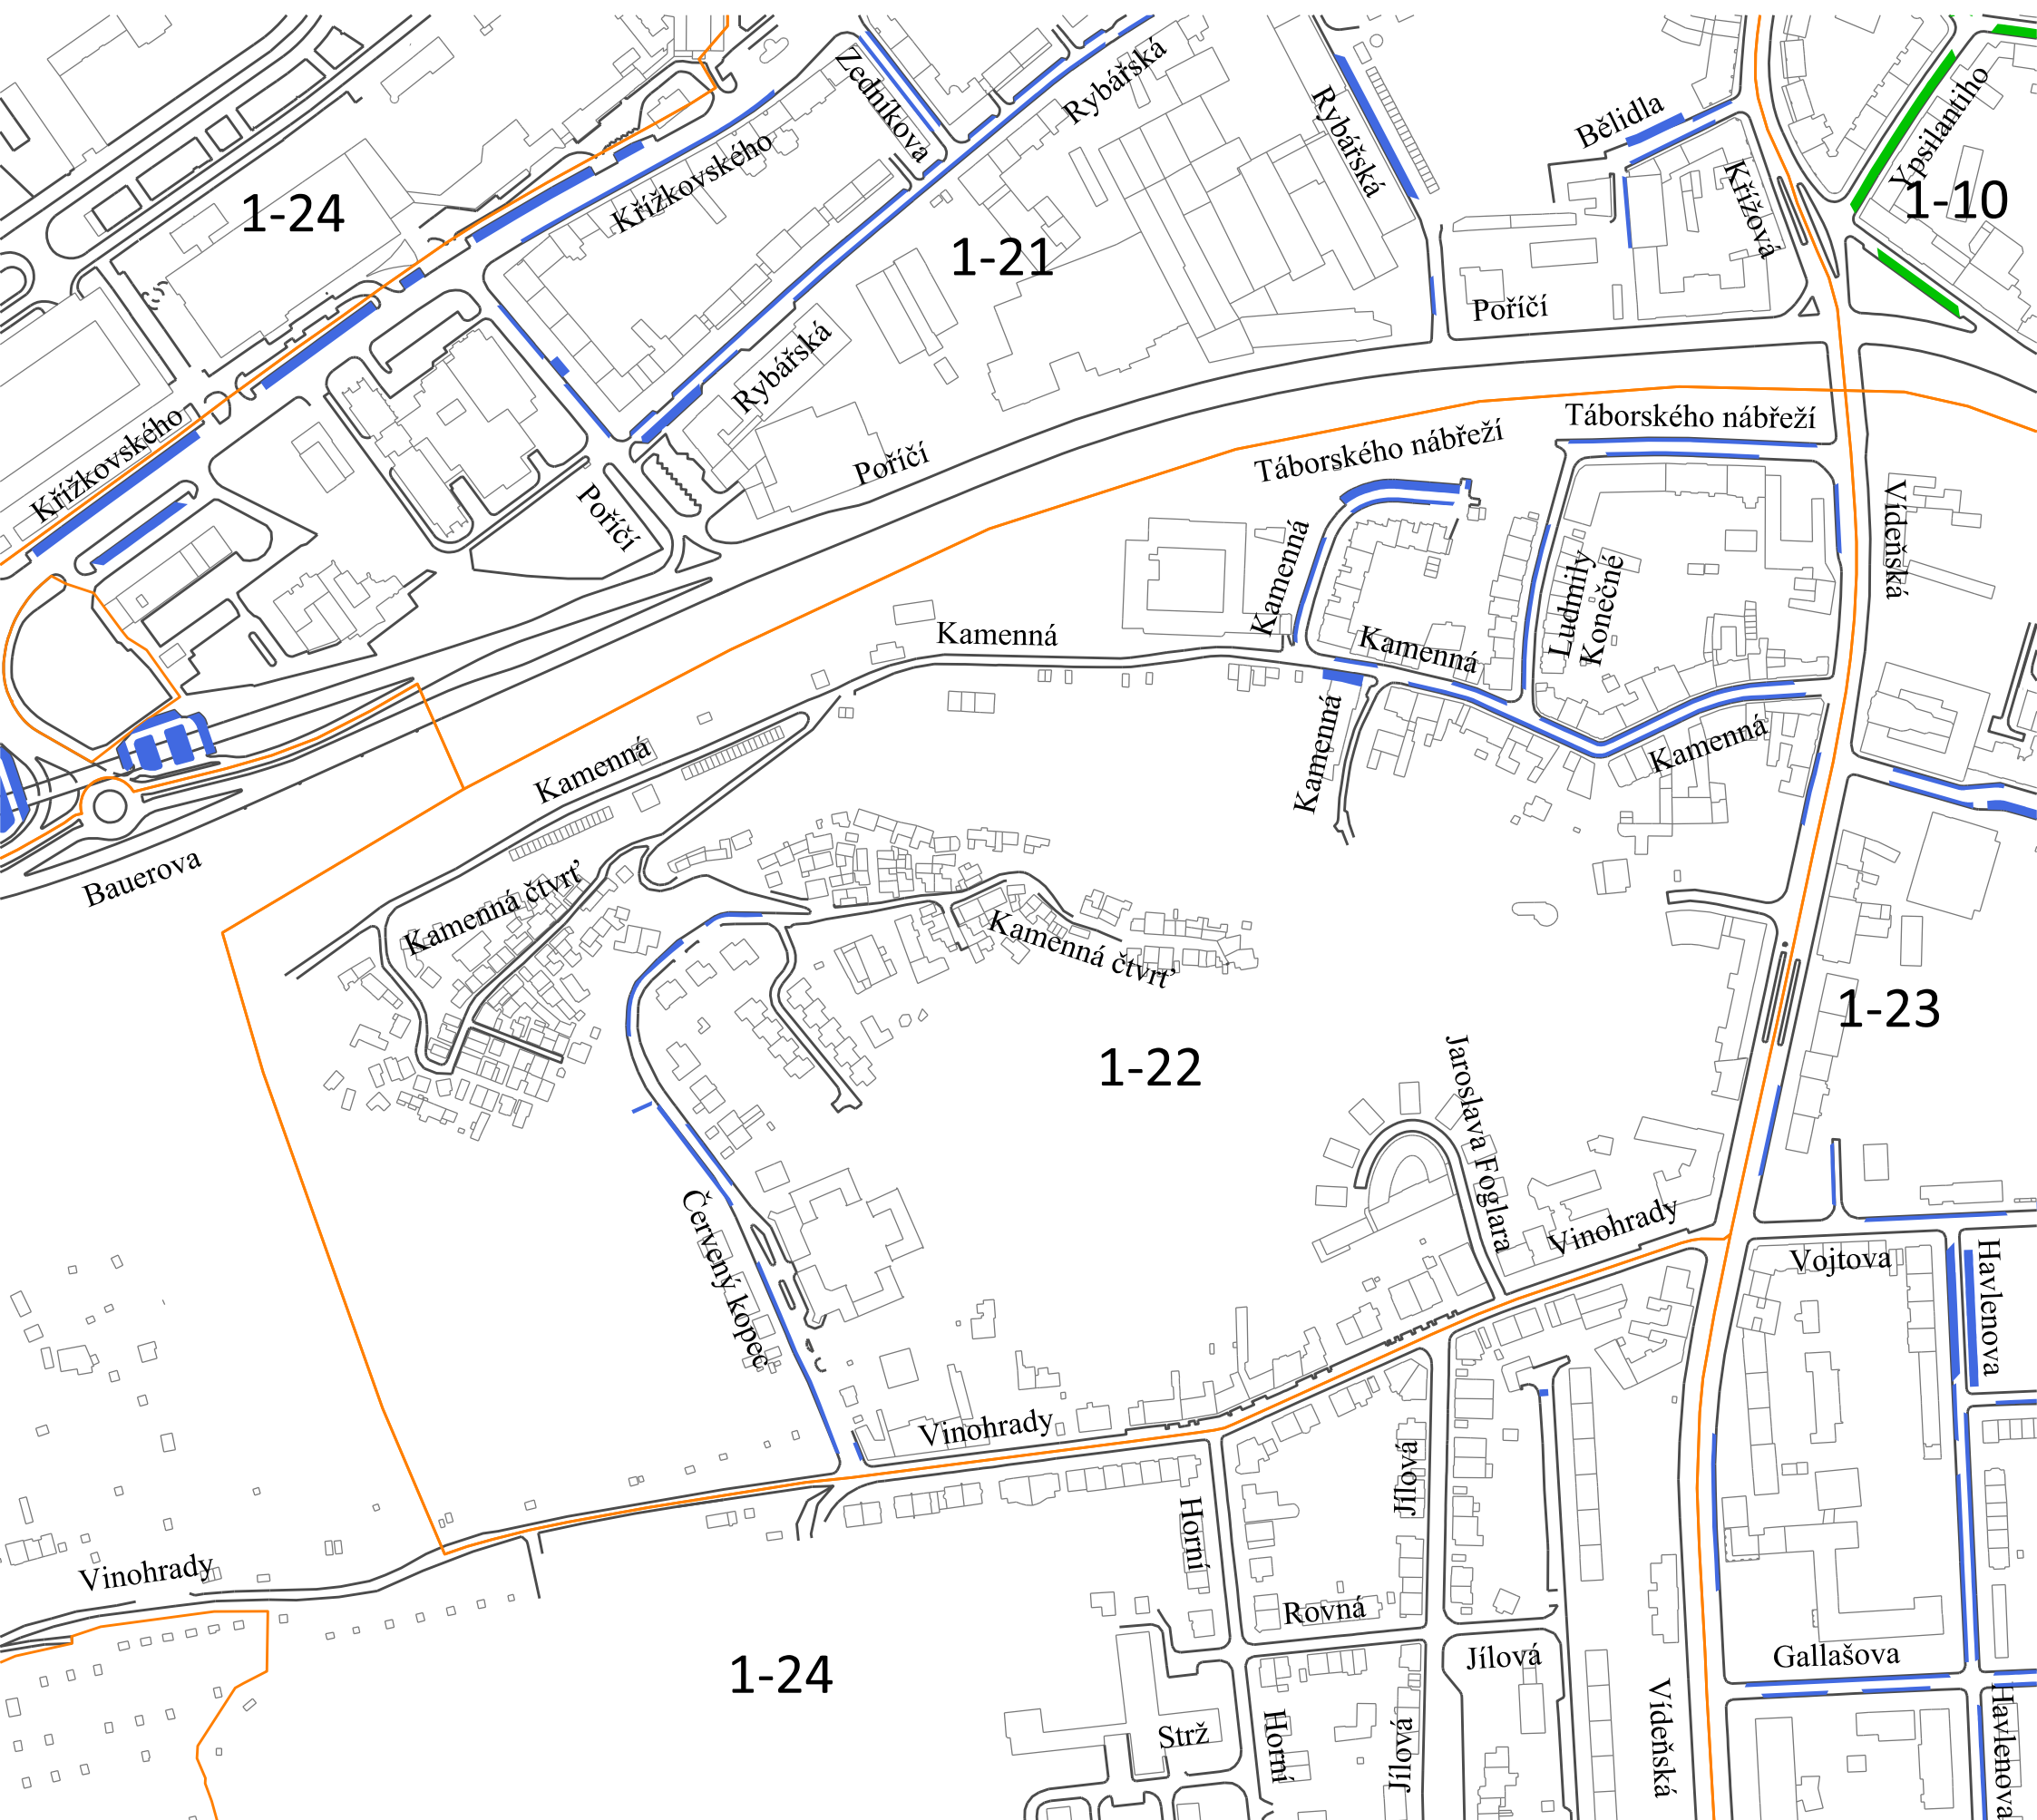 Zedníkova
Rybářská
Rybářská
Bělidla
Ypsilantiho
Křížová
1-24
Křížkovského
1-21
1-10
Poříčí
Rybářská
Křížkovského
Poříčí
Poříčí
Táborského nábřeží
Táborského nábřeží
Vídeňská
Kamenná
Ludmily
Konečné
Kamenná
Kamenná
Kamenná
Kamenná
Kamenná
Bauerova
Kamenná čtvrť
Kamenná čtvrť
1-23
1-22
Jaroslava Foglara
Červený kopec
Vinohrady
Vojtova
Havlenova
Vinohrady
Jílová
Horní
Vinohrady
Rovná
Jílová
Gallašova
1-24
Vídeňská
Havlenova
Strž
Horní
Jílová